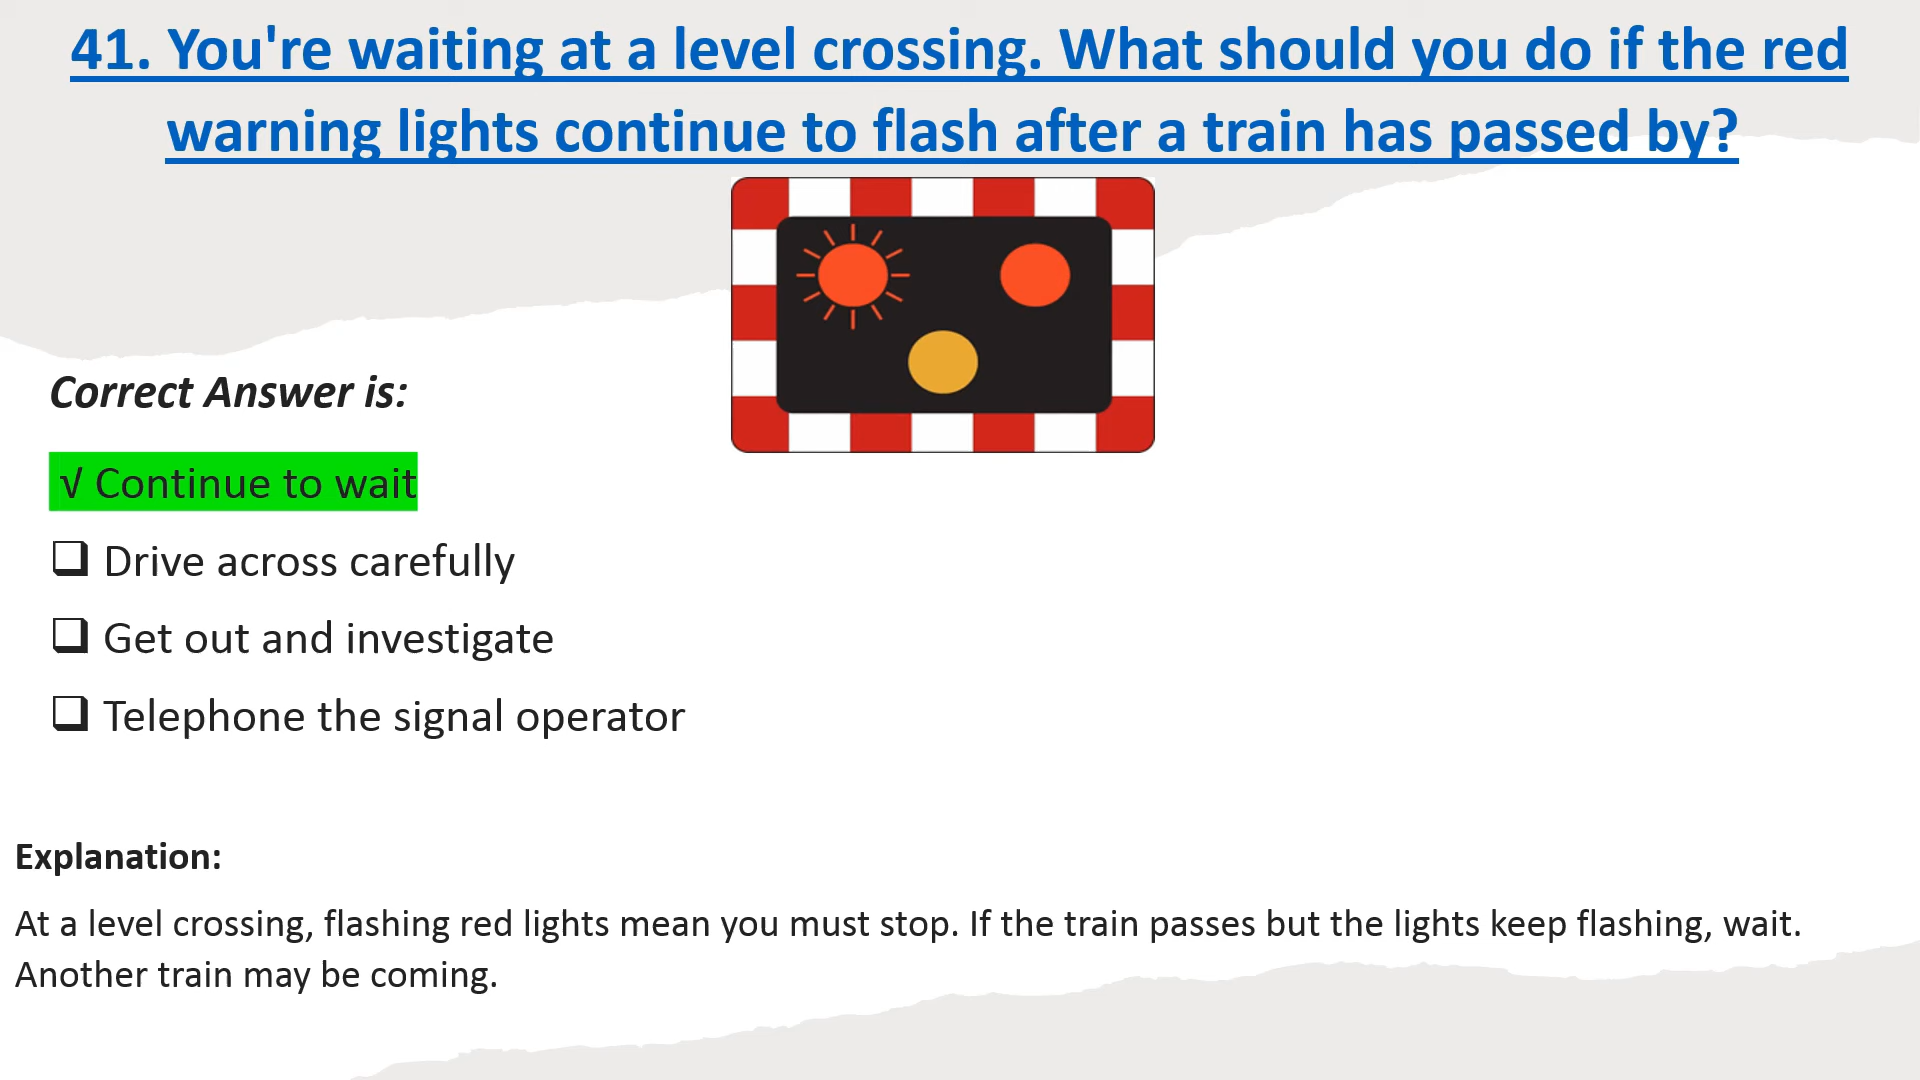 41. You're waiting at a level crossing. What should you do if the red
warning lights continue to flash after a train has passed by?
Correct Answer is:
√ Continue to wait
❑ Drive across carefully
❑ Get out and investigate
❑ Telephone the signal operator
Explanation:
At a level crossing, flashing red lights mean you must stop. If the train passes but the lights keep flashing, wait.
Another train may be coming.